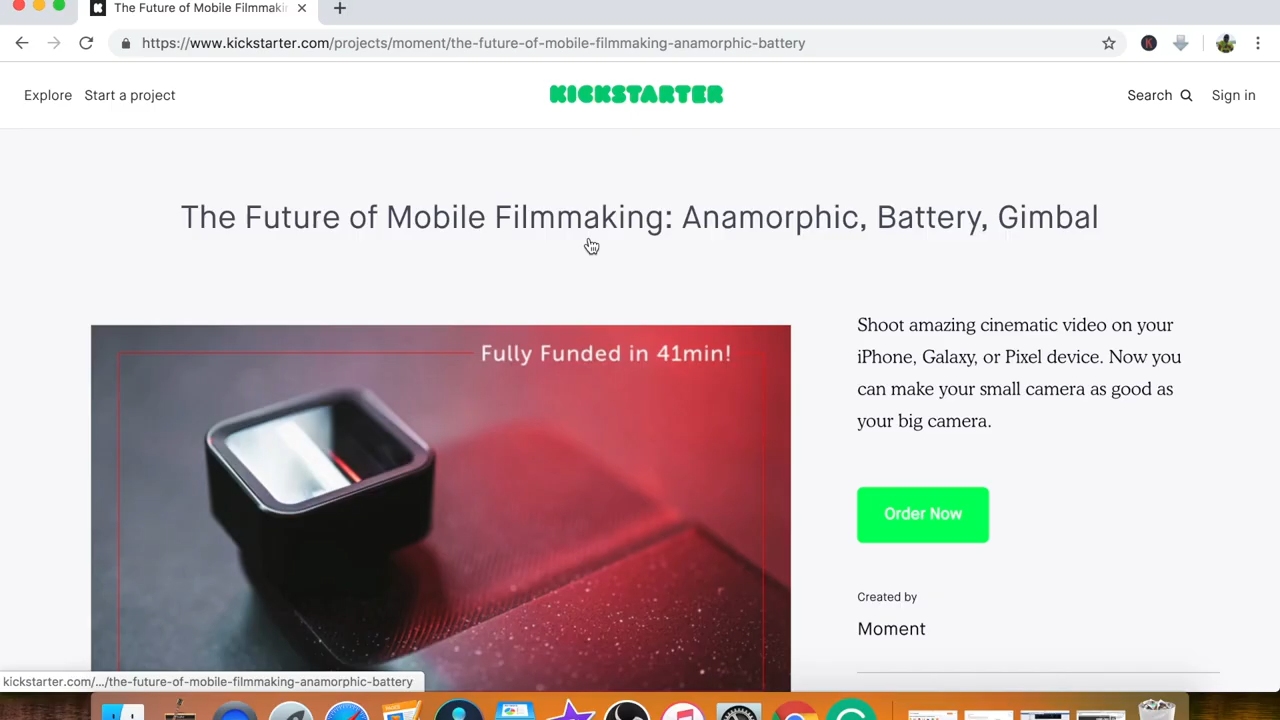 The Future of Mobile Filmmakin
https://www.kickstarter.com/projects/moment/the-future-of-mobile-filmmaking-anamorphic-battery
Explore Start a project
KICKSTARTER
Search Sign in
The Future of Mobile Filmmaking: Anamorphic, Battery, Gimbal
Fully Funded in 41min!
Shoot amazing cinematic video on your
iPhone, Galaxy, or Pixel device. Now you
can make your small camera as good as
your big camera.
Order Now
Created by
Moment
kickstarter.com/.../the-future-of-mobile-filmmaking-anamorphic-battery